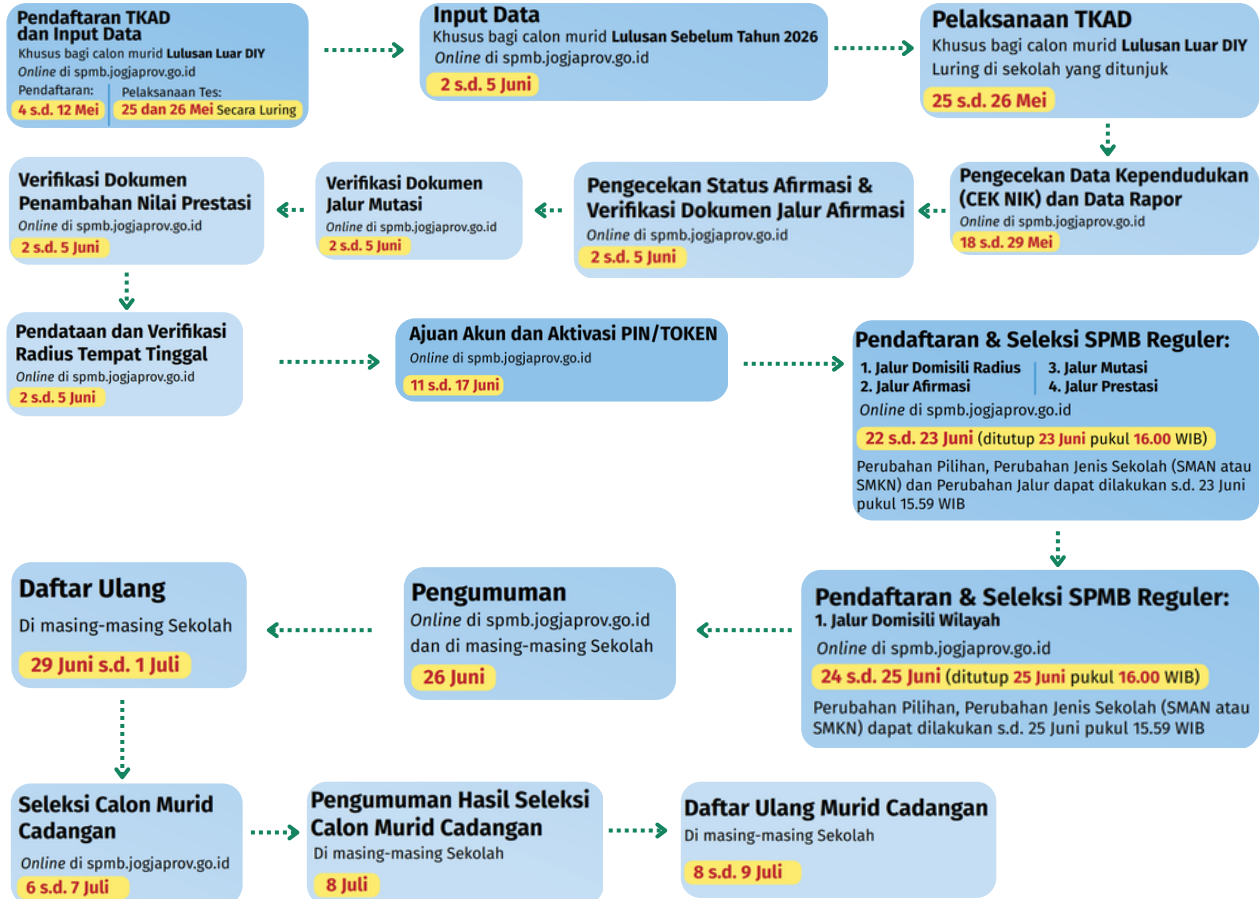 Pendaftaran TKAD
dan Input Data
Khusus bagi calon murid Lulusan Luar DIY
Online di spmb.jogjaprov.go.id
Pendaftaran:
4 s.d. 12 Mei
Pelaksanaan Tes:
25 dan 26 Mei Secara Luring
Input Data
Khusus bagi calon murid Lulusan Sebelum Tahun 2026
Online di spmb.jogjaprov.go.id
2 s.d. 5 Juni
Pelaksanaan TKAD
Khusus bagi calon murid Lulusan Luar DIY
Luring di sekolah yang ditunjuk
25 s.d. 26 Mei
Pengecekan Data Kependudukan
(CEK NIK) dan Data Rapor
Online di spmb.jogjaprov.go.id
18 s.d. 29 Mei
Pengecekan Status Afirmasi &
Verifikasi Dokumen Jalur Afirmasi
Online di spmb.jogjaprov.go.id
2 s.d. 5 Juni
Verifikasi Dokumen
Jalur Mutasi
Online di spmb.jogjaprov.go.id
2 s.d. 5 Juni
Verifikasi Dokumen
Penambahan Nilai Prestasi
Online di spmb.jogjaprov.go.id
2 s.d. 5 Juni
Pendataan dan Verifikasi
Radius Tempat Tinggal
Online di spmb.jogjaprov.go.id
2 s.d. 5 Juni
Ajuan Akun dan Aktivasi PIN/TOKEN
Online di spmb.jogjaprov.go.id
11 s.d. 17 Juni
Pendaftaran & Seleksi SPMB Reguler:
1. Jalur Domisili Radius
2. Jalur Afirmasi
3. Jalur Mutasi
4. Jalur Prestasi
Online di spmb.jogjaprov.go.id
22 s.d. 23 Juni (ditutup 23 Juni pukul 16.00 WIB)
Perubahan Pilihan, Perubahan Jenis Sekolah (SMAN atau
SMKN) dan Perubahan Jalur dapat dilakukan s.d. 23 Juni
pukul 15.59 WIB
Pendaftaran & Seleksi SPMB Reguler:
1. Jalur Domisili Wilayah
Online di spmb.jogjaprov.go.id
24 s.d. 25 Juni (ditutup 25 Juni pukul 16.00 WIB)
Perubahan Pilihan, Perubahan Jenis Sekolah (SMAN atau
SMKN) dapat dilakukan s.d. 25 Juni pukul 15.59 WIB
Pengumuman
Online di spmb.jogjaprov.go.id
dan di masing-masing Sekolah
26 Juni
Daftar Ulang
Di masing-masing Sekolah
29 Juni s.d. 1 Juli
Seleksi Calon Murid
Cadangan
Online di spmb.jogjaprov.go.id
6 s.d. 7 Juli
Pengumuman Hasil Seleksi
Calon Murid Cadangan
Di masing-masing Sekolah
8 Juli
Daftar Ulang Murid Cadangan
Di masing-masing Sekolah
8 s.d. 9 Juli